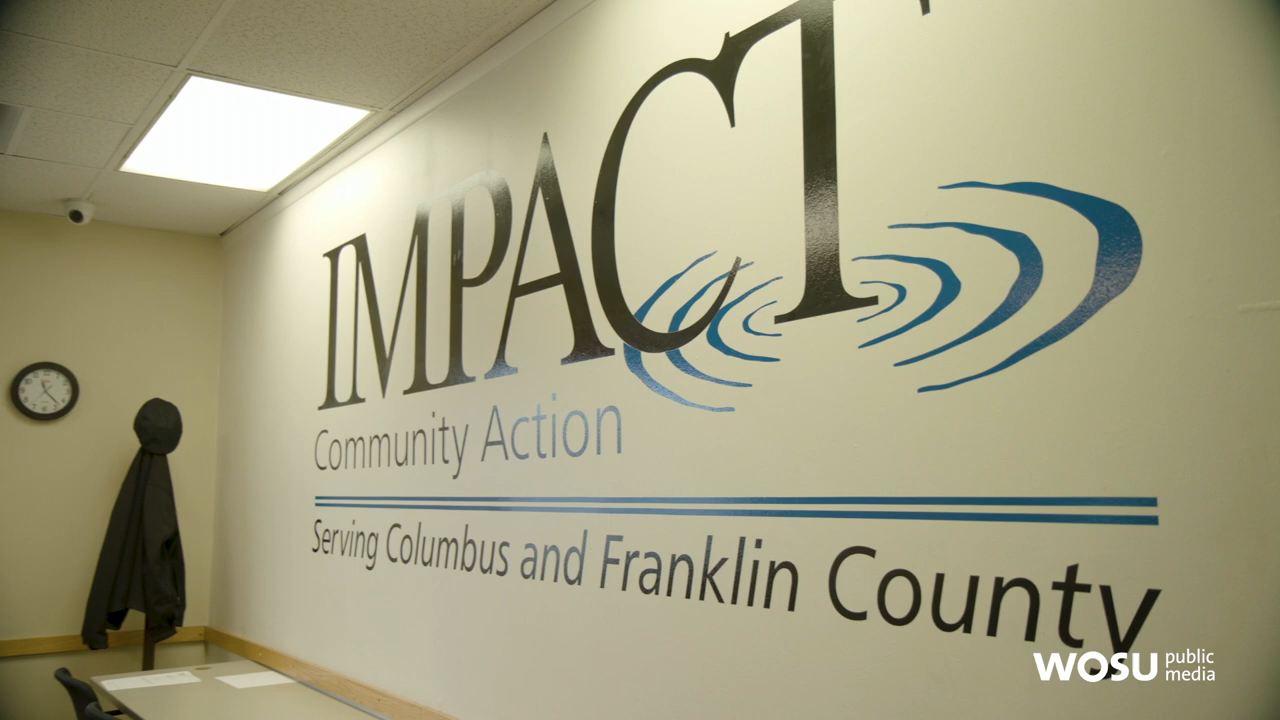 IMPACT
Community Action
Serving Columbus and Franklin County
WOSU public
media